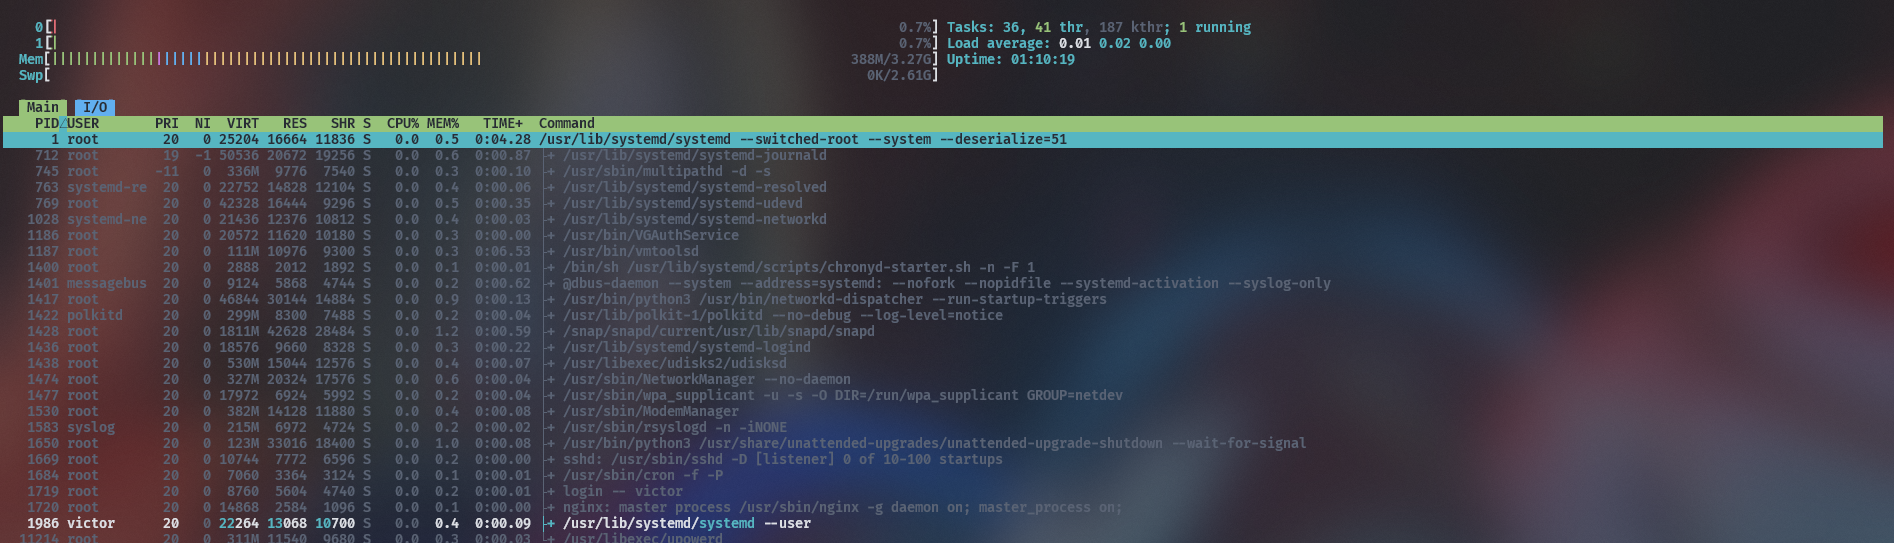 0[| 0.7%] Tasks: 36, 41 thr, 187 kthr; 1 running
1[| 0.7%] Load average: 0.01 0.02 0.00
Mem[||||||||||||||||||||||||||||||||||||||||||||||||||||| 388M/3.27G] Uptime: 01:10:19
Swp[ 0K/2.61G]
Main I/O
PID△USER PRI NI VIRT RES SHR S CPU% MEM% TIME+ Command
1 root 20 0 25204 16664 11836 S 0.0 0.5 0:04.28 /usr/lib/systemd/systemd --switched-root --system --deserialize=51
712 root 19 -1 50536 20672 19256 S 0.0 0.6 0:00.87 ├+ /usr/lib/systemd/systemd-journald
745 root -11 0 336M 9776 7540 S 0.0 0.3 0:00.10 ├+ /usr/sbin/multipathd -d -s
763 systemd-re 20 0 22752 14828 12104 S 0.0 0.4 0:00.06 ├+ /usr/lib/systemd/systemd-resolved
769 root 20 0 42328 16444 9296 S 0.0 0.5 0:00.35 ├+ /usr/lib/systemd/systemd-udevd
1028 systemd-ne 20 0 21436 12376 10812 S 0.0 0.4 0:00.03 ├+ /usr/lib/systemd/systemd-networkd
1186 root 20 0 20572 11620 10180 S 0.0 0.3 0:00.00 ├+ /usr/bin/VGAuthService
1187 root 20 0 111M 10976 9300 S 0.0 0.3 0:06.53 ├+ /usr/bin/vmtoolsd
1400 root 20 0 2888 2012 1892 S 0.0 0.1 0:00.01 ├+ /bin/sh /usr/lib/systemd/scripts/chronyd-starter.sh -n -F 1
1401 messagebus 20 0 9124 5868 4744 S 0.0 0.2 0:00.62 ├+ @dbus-daemon --system --address=systemd: --nofork --nopidfile --systemd-activation --syslog-only
1417 root 20 0 46844 30144 14884 S 0.0 0.9 0:00.13 ├+ /usr/bin/python3 /usr/bin/networkd-dispatcher --run-startup-triggers
1422 polkitd 20 0 299M 8300 7488 S 0.0 0.2 0:00.04 ├+ /usr/lib/polkit-1/polkitd --no-debug --log-level=notice
1428 root 20 0 1811M 42628 28484 S 0.0 1.2 0:00.59 ├+ /snap/snapd/current/usr/lib/snapd/snapd
1436 root 20 0 18576 9660 8328 S 0.0 0.3 0:00.22 ├+ /usr/lib/systemd/systemd-logind
1438 root 20 0 530M 15044 12576 S 0.0 0.4 0:00.07 ├+ /usr/libexec/udisks2/udisksd
1474 root 20 0 327M 20324 17576 S 0.0 0.6 0:00.04 ├+ /usr/sbin/NetworkManager --no-daemon
1477 root 20 0 17972 6924 5992 S 0.0 0.2 0:00.04 ├+ /usr/sbin/wpa_supplicant -u -s -O DIR=/run/wpa_supplicant GROUP=netdev
1530 root 20 0 382M 14128 11880 S 0.0 0.4 0:00.08 ├+ /usr/sbin/ModemManager
1583 syslog 20 0 215M 6972 4724 S 0.0 0.2 0:00.02 ├+ /usr/sbin/rsyslogd -n -iNONE
1650 root 20 0 123M 33016 18400 S 0.0 1.0 0:00.08 ├+ /usr/bin/python3 /usr/share/unattended-upgrades/unattended-upgrade-shutdown --wait-for-signal
1669 root 20 0 10744 7772 6596 S 0.0 0.2 0:00.00 ├+ sshd: /usr/sbin/sshd -D [listener] 0 of 10-100 startups
1684 root 20 0 7060 3364 3124 S 0.0 0.1 0:00.01 ├+ /usr/sbin/cron -f -P
1719 root 20 0 8760 5604 4740 S 0.0 0.2 0:00.01 ├+ login -- victor
1720 root 20 0 14868 2584 1096 S 0.0 0.1 0:00.00 ├+ nginx: master process /usr/sbin/nginx -g daemon on; master_process on;
1986 victor 20 0 22264 13068 10700 S 0.0 0.4 0:00.09 ├+ /usr/lib/systemd/systemd --user
11214 root 20 0 311M 11540 9680 S 0.0 0.3 0:00.03 └+ /usr/libexec/upowerd